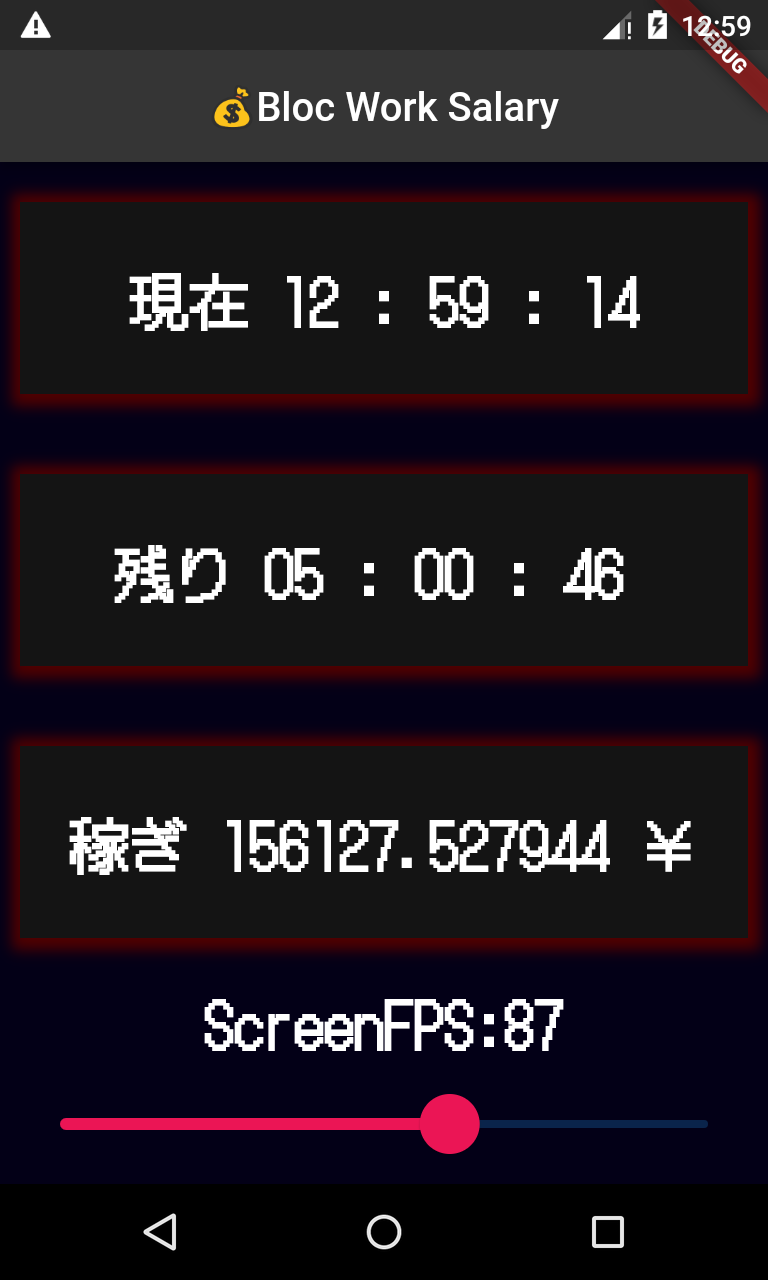 12:59
DEBUG
💰Bloc Work Salary
現在 12 : 59 : 14
残り 05 : 00 : 46
稼ぎ 156127.527944 ¥
ScreenFPS:87